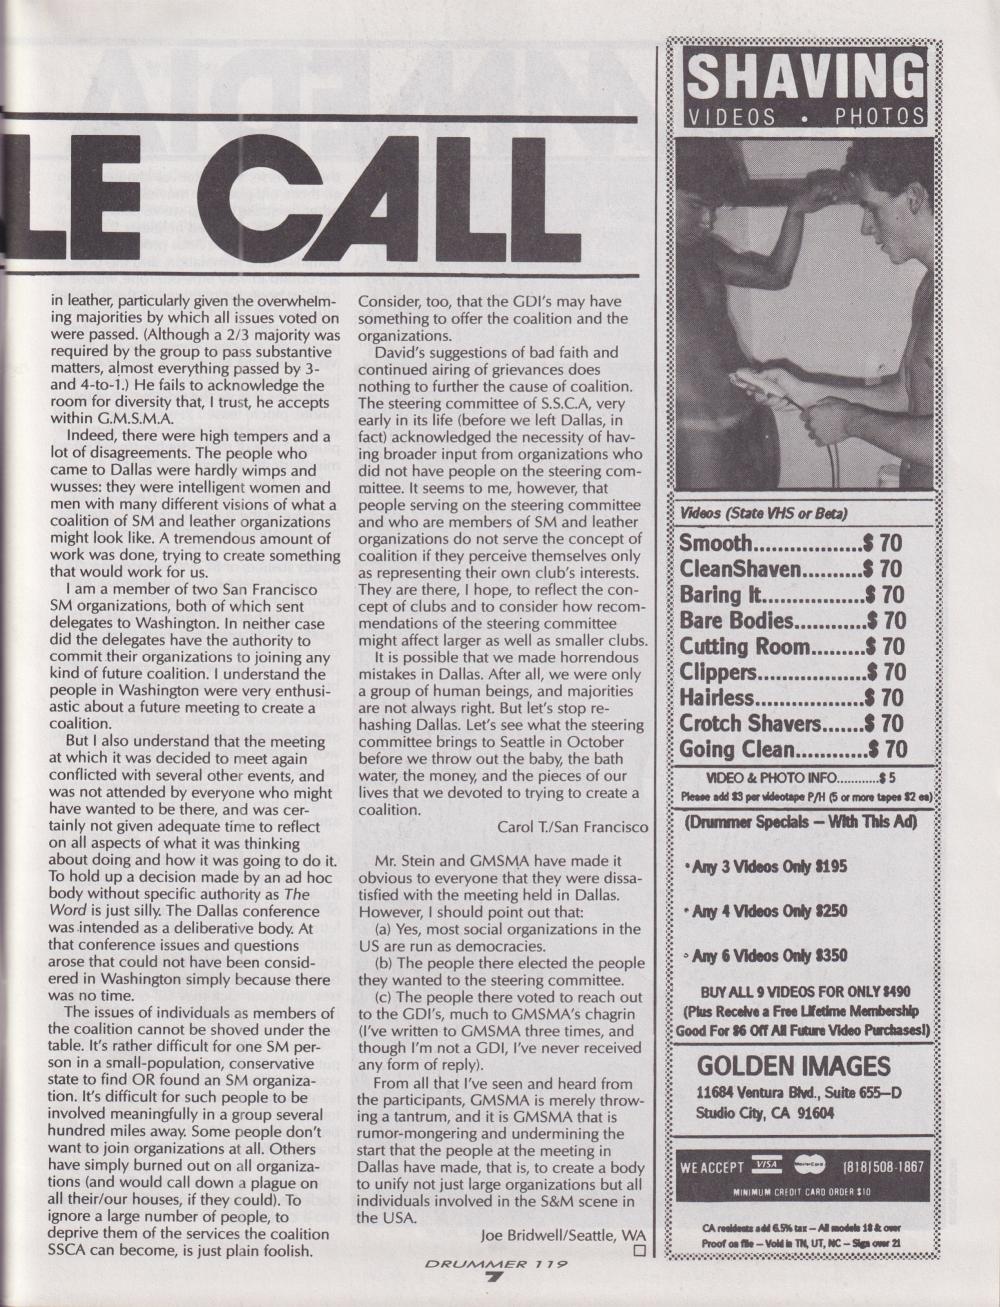 LE CALL
in leather, particularly given the overwhelm-
ing majorities by which all issues voted on
were passed. (Although a 2/3 majority was
required by the group to pass substantive
matters, almost everything passed by 3-
and 4-to-1.) He fails to acknowledge the
room for diversity that, I trust, he accepts
within G.M.S.M.A.
Indeed, there were high tempers and a
lot of disagreements. The people who
came to Dallas were hardly wimps and
wusses: they were intelligent women and
men with many different visions of what a
coalition of SM and leather organizations
might look like. A tremendous amount of
work was done, trying to create something
that would work for us.
I am a member of two San Francisco
SM organizations, both of which sent
delegates to Washington. In neither case
did the delegates have the authority to
commit their organizations to joining any
kind of future coalition. I understand the
people in Washington were very enthusi-
astic about a future meeting to create a
coalition.
But I also understand that the meeting
at which it was decided to meet again
conflicted with several other events, and
was not attended by everyone who might
have wanted to be there, and was cer-
tainly not given adequate time to reflect
on all aspects of what it was thinking
about doing and how it was going to do it.
To hold up a decision made by an ad hoc
body without specific authority as The
Word is just silly. The Dallas conference
was intended as a deliberative body. At
that conference issues and questions
arose that could not have been consid-
ered in Washington simply because there
was no time.
The issues of individuals as members of
the coalition cannot be shoved under the
table. It's rather difficult for one SM per-
son in a small-population, conservative
state to find OR found an SM organiza-
tion. It's difficult for such people to be
involved meaningfully in a group several
hundred miles away. Some people don't
want to join organizations at all. Others
have simply burned out on all organiza-
tions (and would call down a plague on
all their/our houses, if they could). To
ignore a large number of people, to
deprive them of the services the coalition
SSCA can become, is just plain foolish.
Consider, too, that the GDI's may have
something to offer the coalition and the
organizations.
David's suggestions of bad faith and
continued airing of grievances does
nothing to further the cause of coalition.
The steering committee of S.S.C.A, very
early in its life (before we left Dallas, in
fact) acknowledged the necessity of hav-
ing broader input from organizations who
did not have people on the steering com-
mittee. It seems to me, however, that
people serving on the steering committee
and who are members of SM and leather
organizations do not serve the concept of
coalition if they perceive themselves only
as representing their own club's interests.
They are there, I hope, to reflect the con-
cept of clubs and to consider how recom-
mendations of the steering committee
might affect larger as well as smaller clubs.
It is possible that we made horrendous
mistakes in Dallas. After all, we were only
a group of human beings, and majorities
are not always right. But let's stop re-
hashing Dallas. Let's see what the steering
committee brings to Seattle in October
before we throw out the baby, the bath
water, the money, and the pieces of our
lives that we devoted to trying to create a
coalition.
Carol T./San Francisco
Mr. Stein and GMSMA have made it
obvious to everyone that they were dissa-
tisfied with the meeting held in Dallas.
However, I should point out that:
(a) Yes, most social organizations in the
US are run as democracies.
(b) The people there elected the people
they wanted to the steering committee.
(c) The people there voted to reach out
to the GDI's, much to GMSMA's chagrin
(I've written to GMSMA three times, and
though I'm not a GDI, I've never received
any form of reply).
From all that I've seen and heard from
the participants, GMSMA is merely throw-
ing a tantrum, and it is GMSMA that is
rumor-mongering and undermining the
start that the people at the meeting in
Dallas have made, that is, to create a body
to unify not just large organizations but all
individuals involved in the S&M scene in
the USA.
Joe Bridwell/Seattle, WA
DRUMMER 119
7
SHAVING
VIDEOS • PHOTOS
Videos (State VHS or Beta)
Smooth..................$ 70
CleanShaven..........$ 70
Baring It.................$ 70
Bare Bodies............$ 70
Cutting Room.........$ 70
Clippers..................$ 70
Hairless..................$ 70
Crotch Shavers.......$ 70
Going Clean............$ 70
VIDEO & PHOTO INFO...........$ 5
Please add $3 per videotape P/H (5 or more tapes $2 ea)
(Drummer Specials — With This Ad)
• Any 3 Videos Only $195
• Any 4 Videos Only $250
• Any 6 Videos Only $350
BUY ALL 9 VIDEOS FOR ONLY $490
(Plus Receive a Free Lifetime Membership
Good For $6 Off All Future Video Purchases!)
GOLDEN IMAGES
11684 Ventura Blvd., Suite 655—D
Studio City, CA 91604
WE ACCEPT VISA MasterCard (818)508-1867
MINIMUM CREDIT CARD ORDER $10
CA residents add 6.5% tax — All models 18 & over
Proof on file — Void in TN, UT, NC — Sign over 21